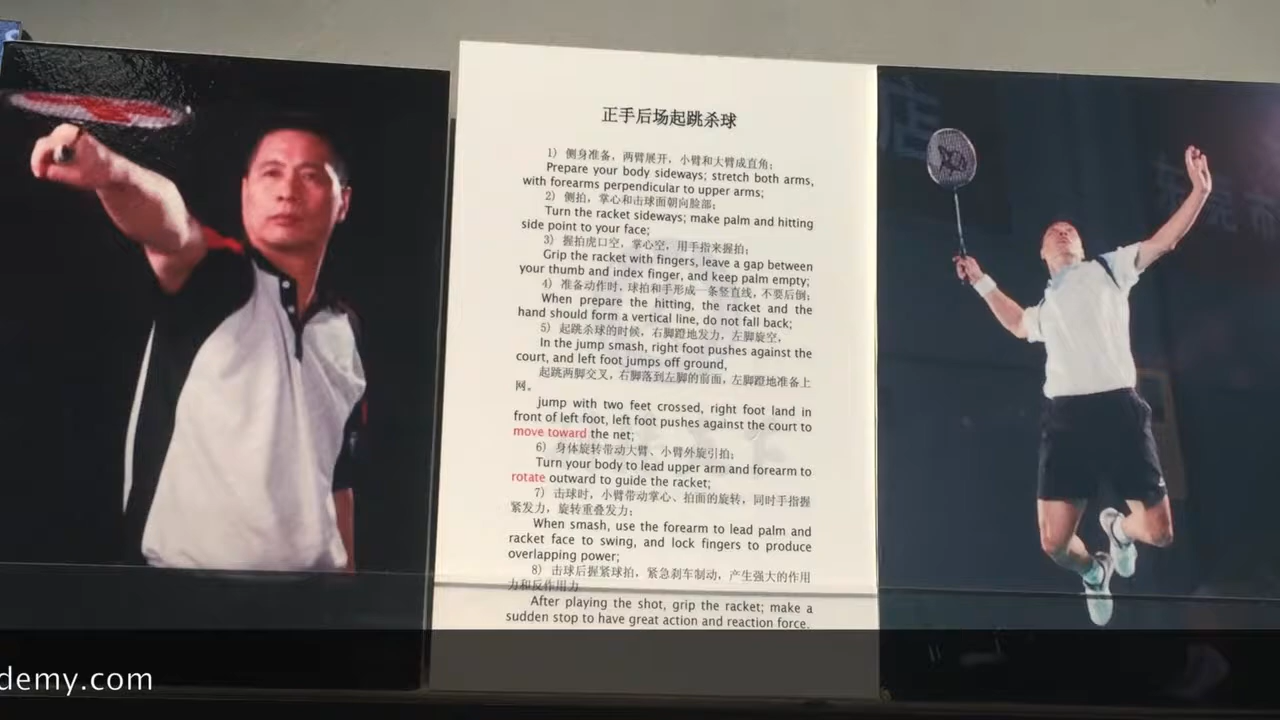 正手后场起跳杀球
1) 侧身准备，两臂展开，小臂和大臂成直角；
Prepare your body sideways; stretch both arms,
with forearms perpendicular to upper arms;
2) 侧拍，掌心和击球面朝向脸部；
Turn the racket sideways; make palm and hitting
side point to your face;
3) 握拍虎口空，掌心空，用手指来握拍；
Grip the racket with fingers, leave a gap between
your thumb and index finger, and keep palm empty;
4) 准备动作时，球拍和手形成一条竖直线，不要后倒；
When prepare the hitting, the racket and the
hand should form a vertical line, do not fall back;
5) 起跳杀球的时候，右脚蹬地发力，左脚旋空，
In the jump smash, right foot pushes against the
court, and left foot jumps off ground,
起跳两脚交叉，右脚落到左脚的前面，左脚蹬地准备上
网。
jump with two feet crossed, right foot land in
front of left foot, left foot pushes against the court to
move toward the net;
6) 身体旋转带动大臂、小臂外旋引拍；
Turn your body to lead upper arm and forearm to
rotate outward to guide the racket;
7) 击球时，小臂带动掌心、拍面的旋转，同时手指握
紧发力，旋转重叠发力；
When smash, use the forearm to lead palm and
racket face to swing, and lock fingers to produce
overlapping power;
8) 击球后握紧球拍，紧急刹车制动，产生强大的作用
力和反作用力
After playing the shot, grip the racket; make a
sudden stop to have great action and reaction force.
店
demy.com